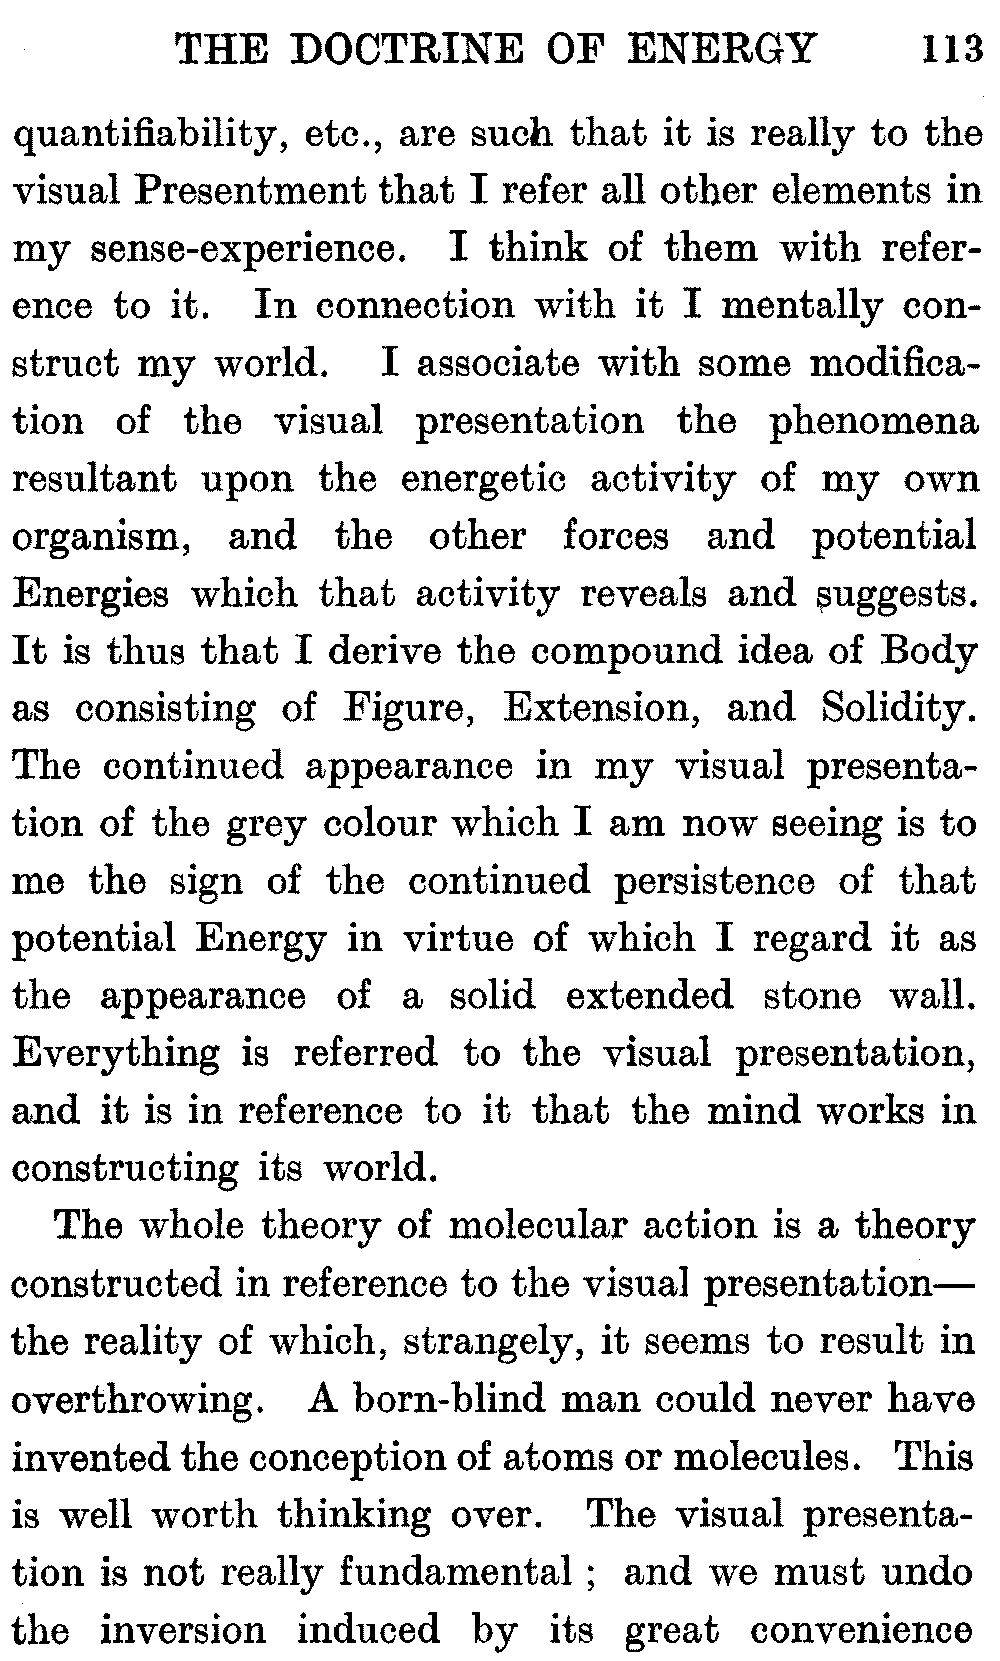 THE DOCTRINE OF ENERGY 113
quantifiability, etc., are such that it is really to the
visual Presentment that I refer all other elements in
my sense-experience. I think of them with refer-
ence to it. In connection with it I mentally con-
struct my world. I associate with some modifica-
tion of the visual presentation the phenomena
resultant upon the energetic activity of my own
organism, and the other forces and potential
Energies which that activity reveals and suggests.
It is thus that I derive the compound idea of Body
as consisting of Figure, Extension, and Solidity.
The continued appearance in my visual presenta-
tion of the grey colour which I am now seeing is to
me the sign of the continued persistence of that
potential Energy in virtue of which I regard it as
the appearance of a solid extended stone wall.
Everything is referred to the visual presentation,
and it is in reference to it that the mind works in
constructing its world.
The whole theory of molecular action is a theory
constructed in reference to the visual presentation—
the reality of which, strangely, it seems to result in
overthrowing. A born-blind man could never have
invented the conception of atoms or molecules. This
is well worth thinking over. The visual presenta-
tion is not really fundamental ; and we must undo
the inversion induced by its great convenience